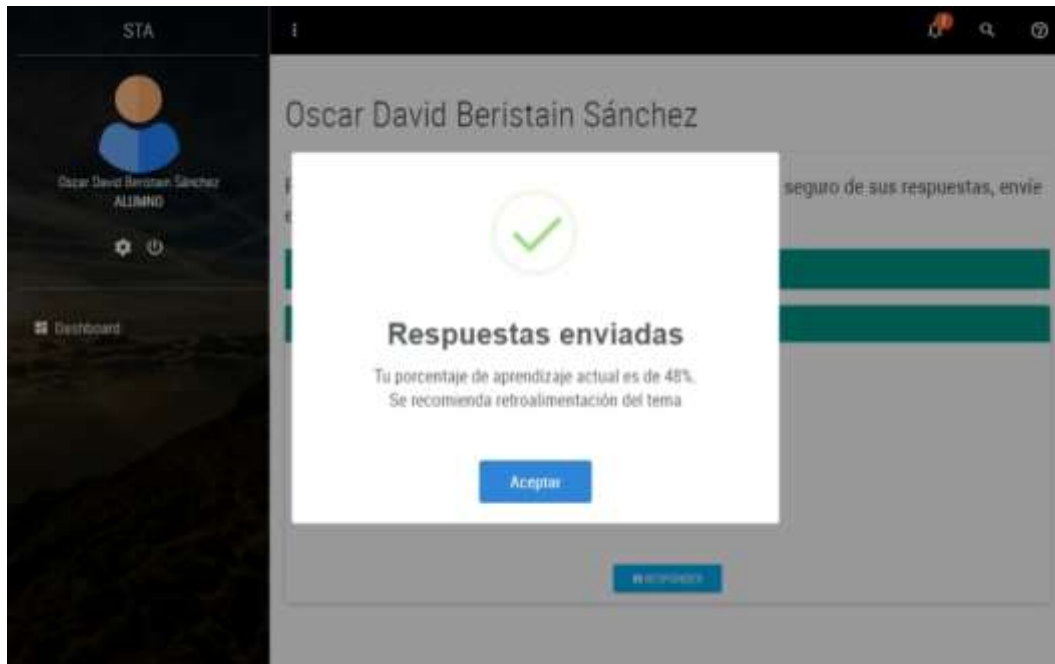 STA
Oscar David Beristain Sánchez
ALUMNO
Dashboard
Oscar David Beristain Sánchez
seguro de sus respuestas, envíe
Respuestas enviadas
Tu porcentaje de aprendizaje actual es de 48%.
Se recomienda retroalimentación del tema
Aceptar
RESPONDER